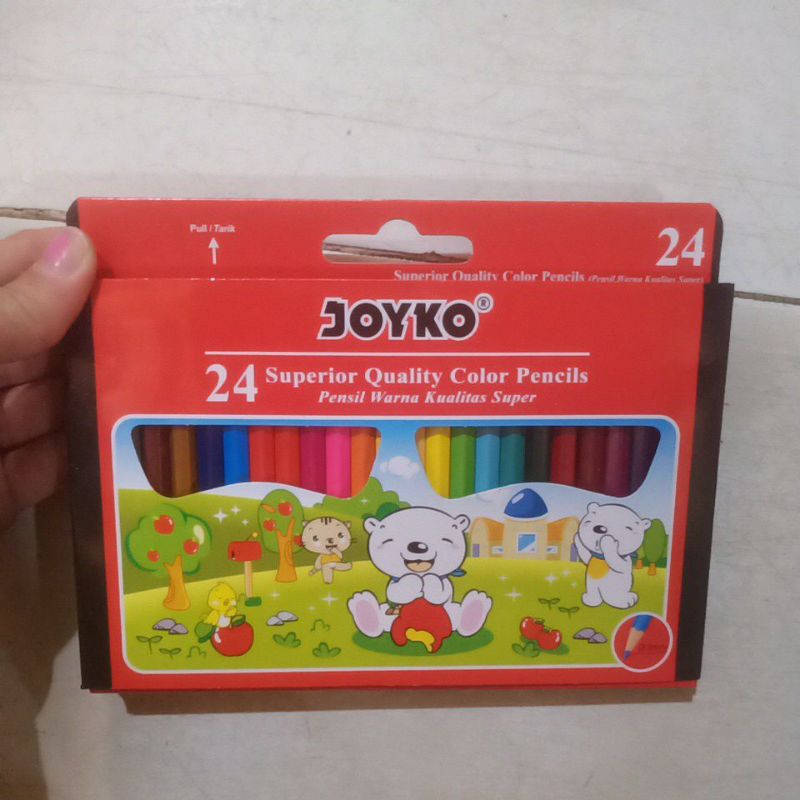 Pull / Tarik
24
Superior Quality Color Pencils (Pensil Warna Kualitas Super)
JOYKO®
24 Superior Quality Color Pencils
Pensil Warna Kualitas Super